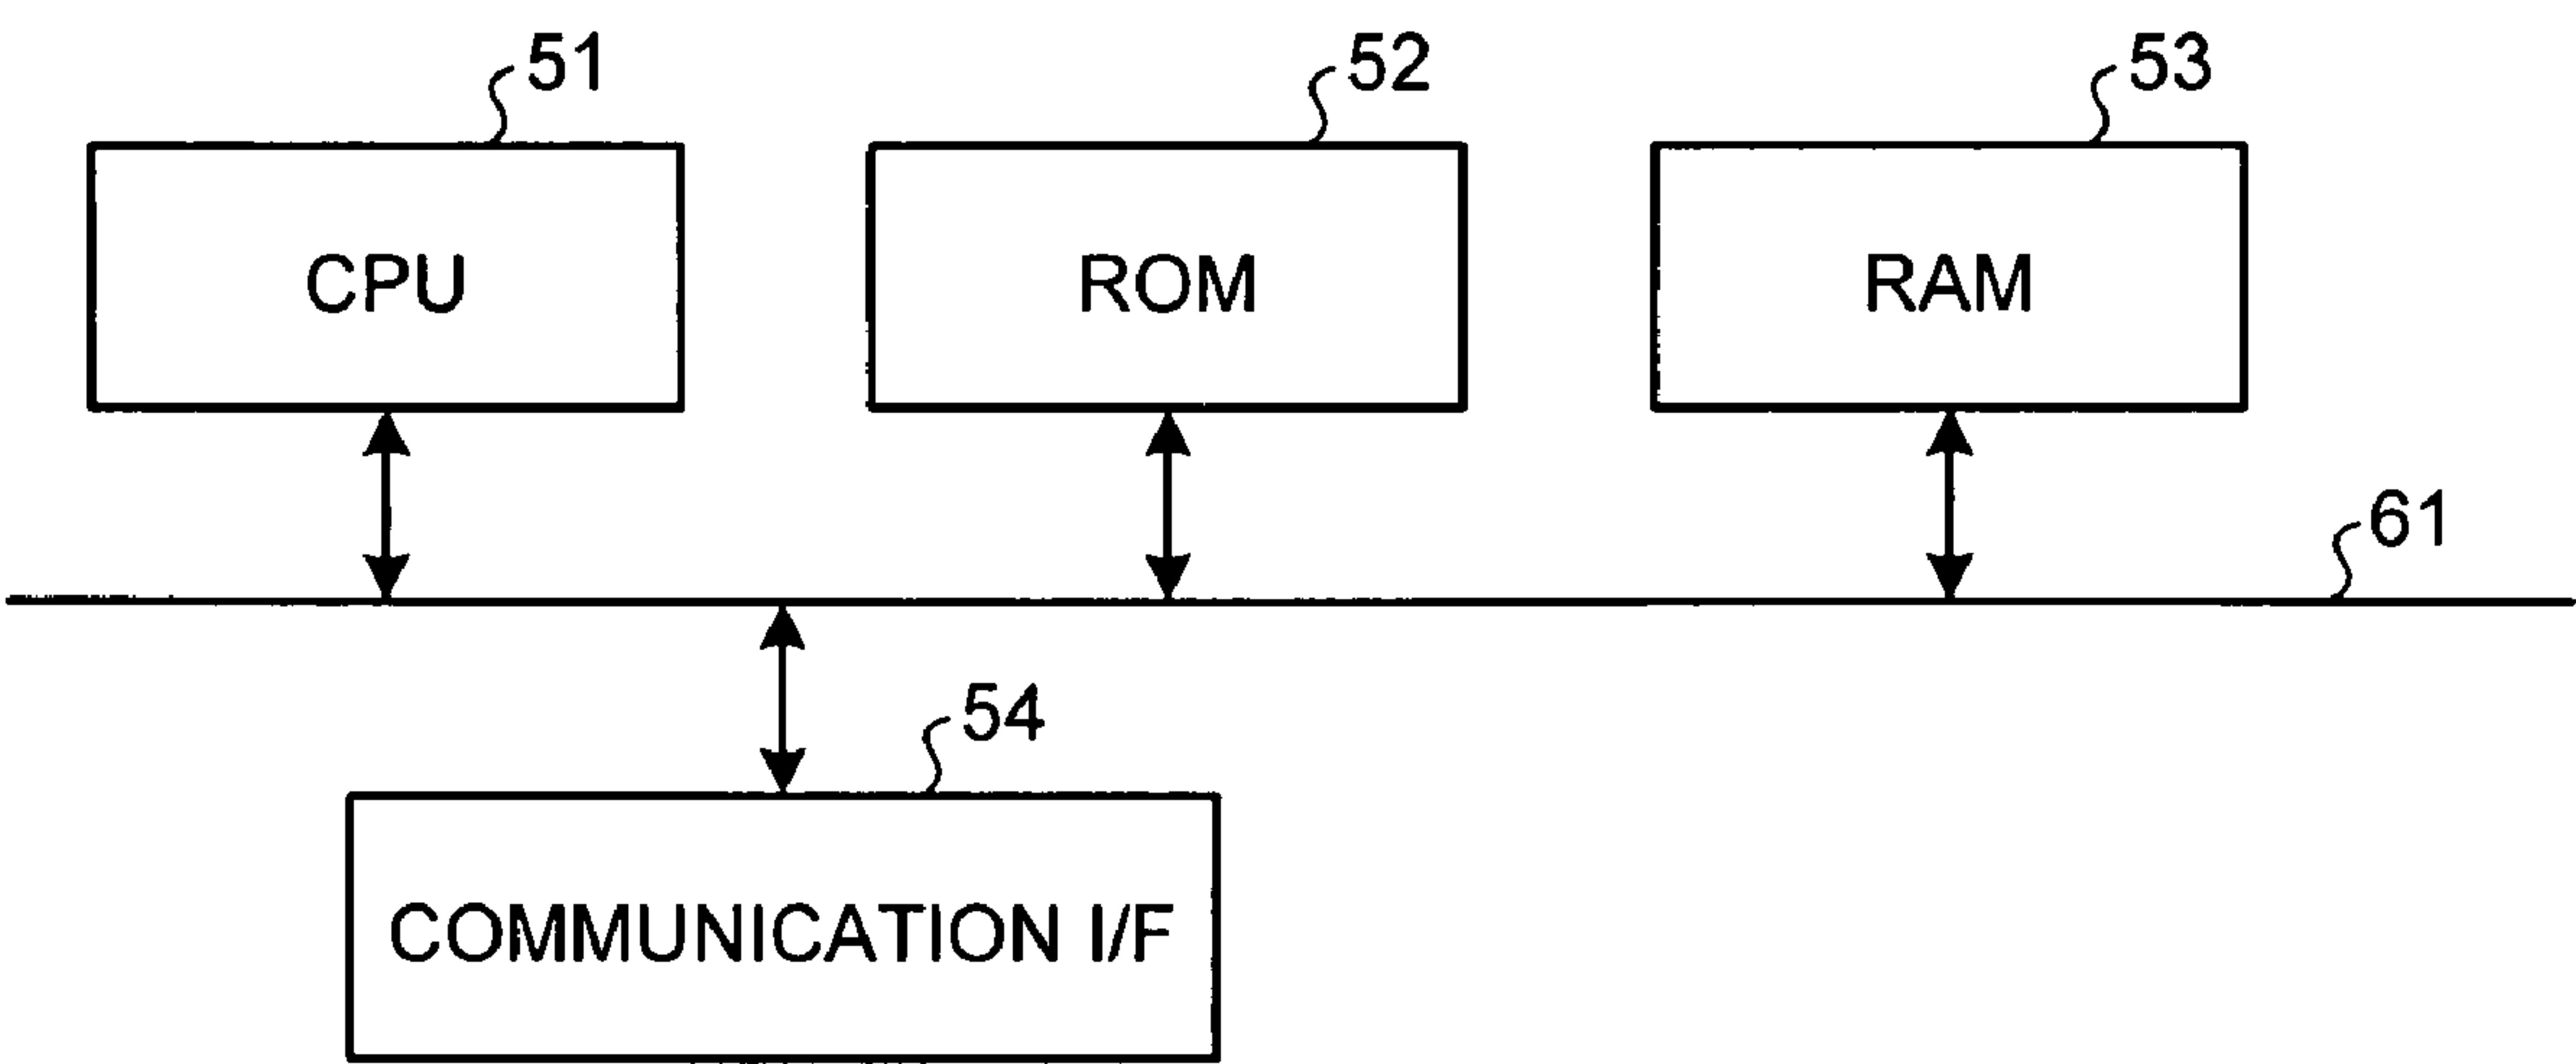 51
52
53
CPU
ROM
RAM
61
54
COMMUNICATION I/F